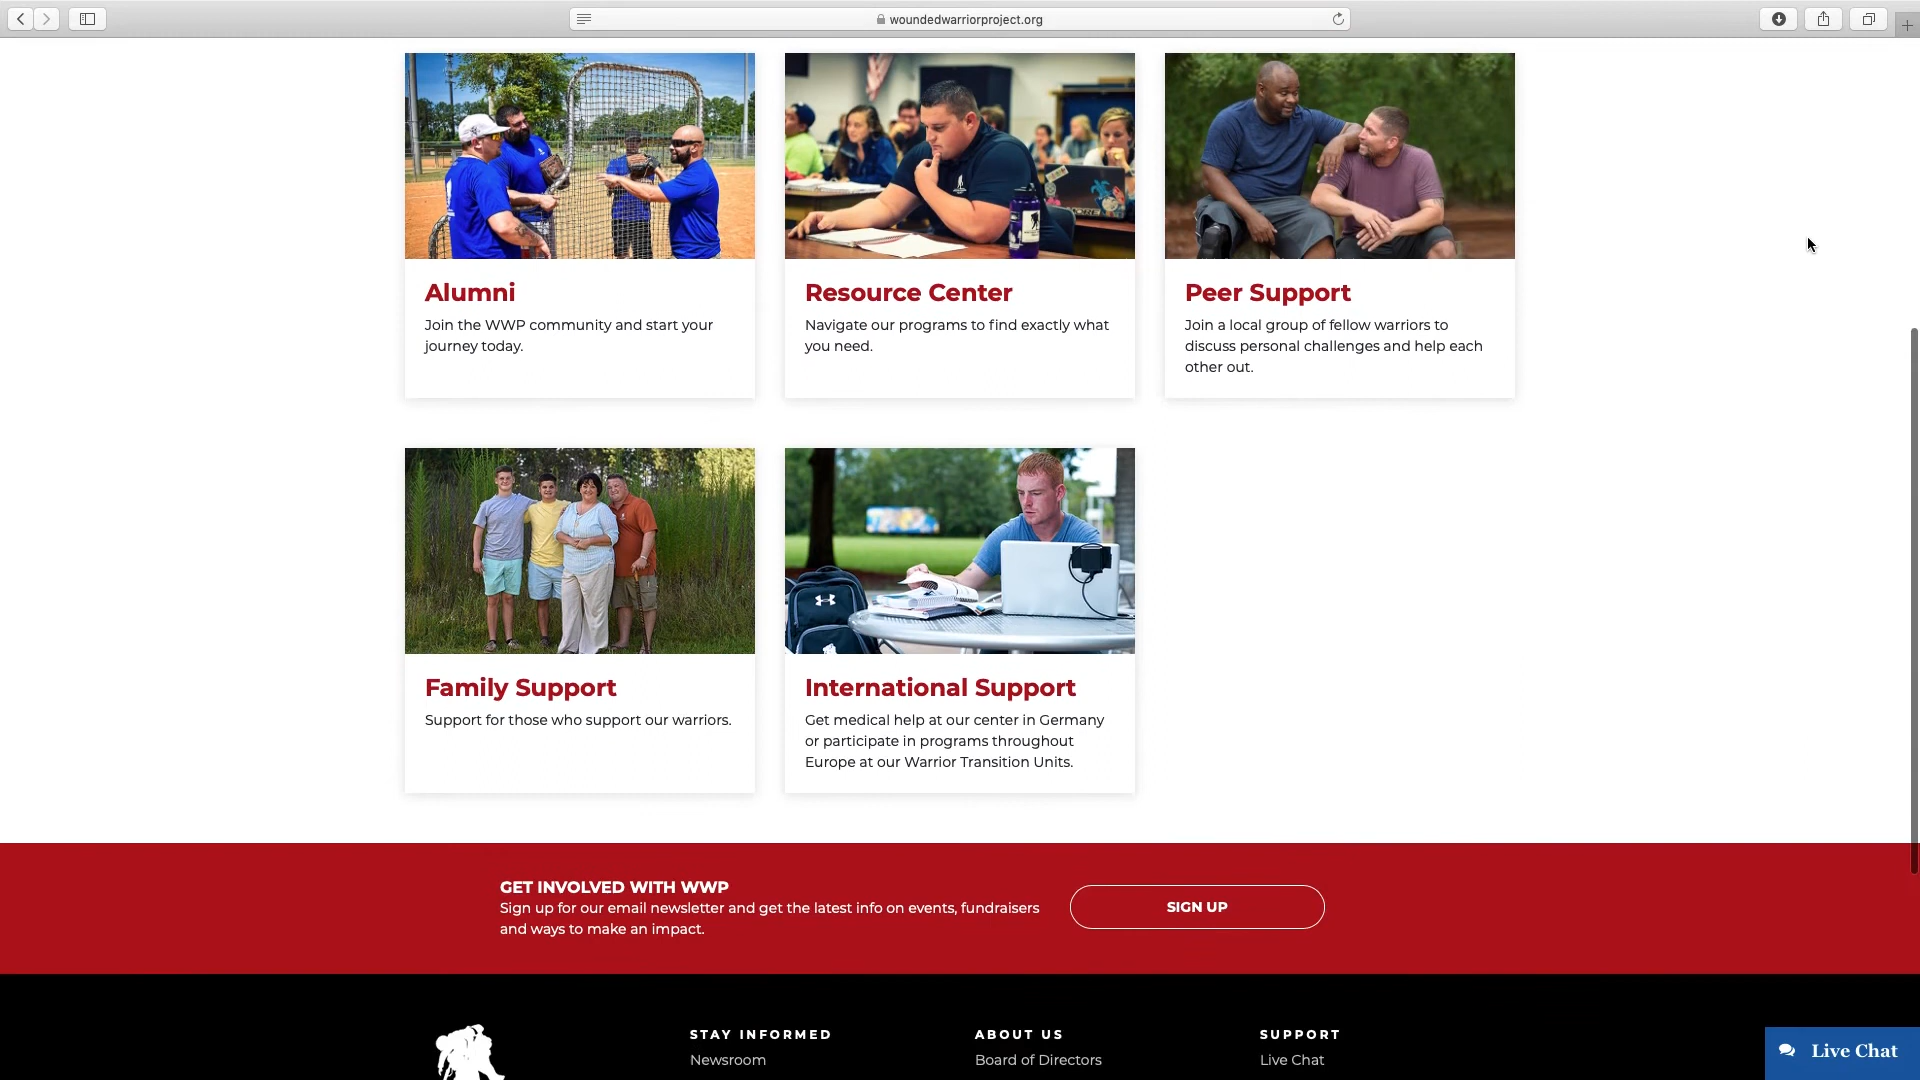 woundedwarriorproject.org
Alumni
Join the WWP community and start your
journey today.
Resource Center
Navigate our programs to find exactly what
you need.
Peer Support
Join a local group of fellow warriors to
discuss personal challenges and help each
other out.
Family Support
Support for those who support our warriors.
International Support
Get medical help at our center in Germany
or participate in programs throughout
Europe at our Warrior Transition Units.
GET INVOLVED WITH WWP
Sign up for our email newsletter and get the latest info on events, fundraisers
and ways to make an impact.
SIGN UP
STAY INFORMED
Newsroom
ABOUT US
Board of Directors
SUPPORT
Live Chat
Live Chat